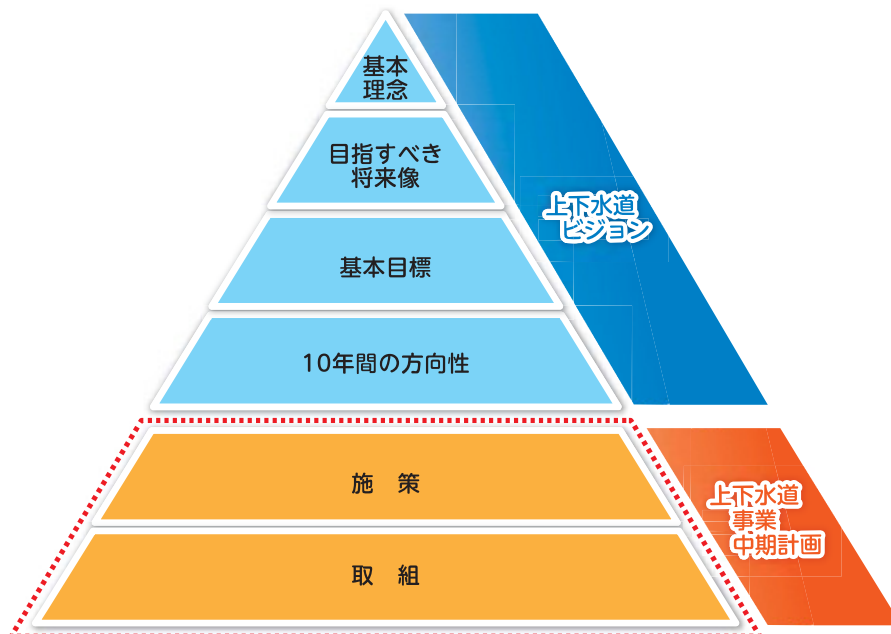 基本
理念
目指すべき
将来像
基本目標
10年間の方向性
上下水道
ビジョン
施　策
取　組
上下水道
事業
中期計画